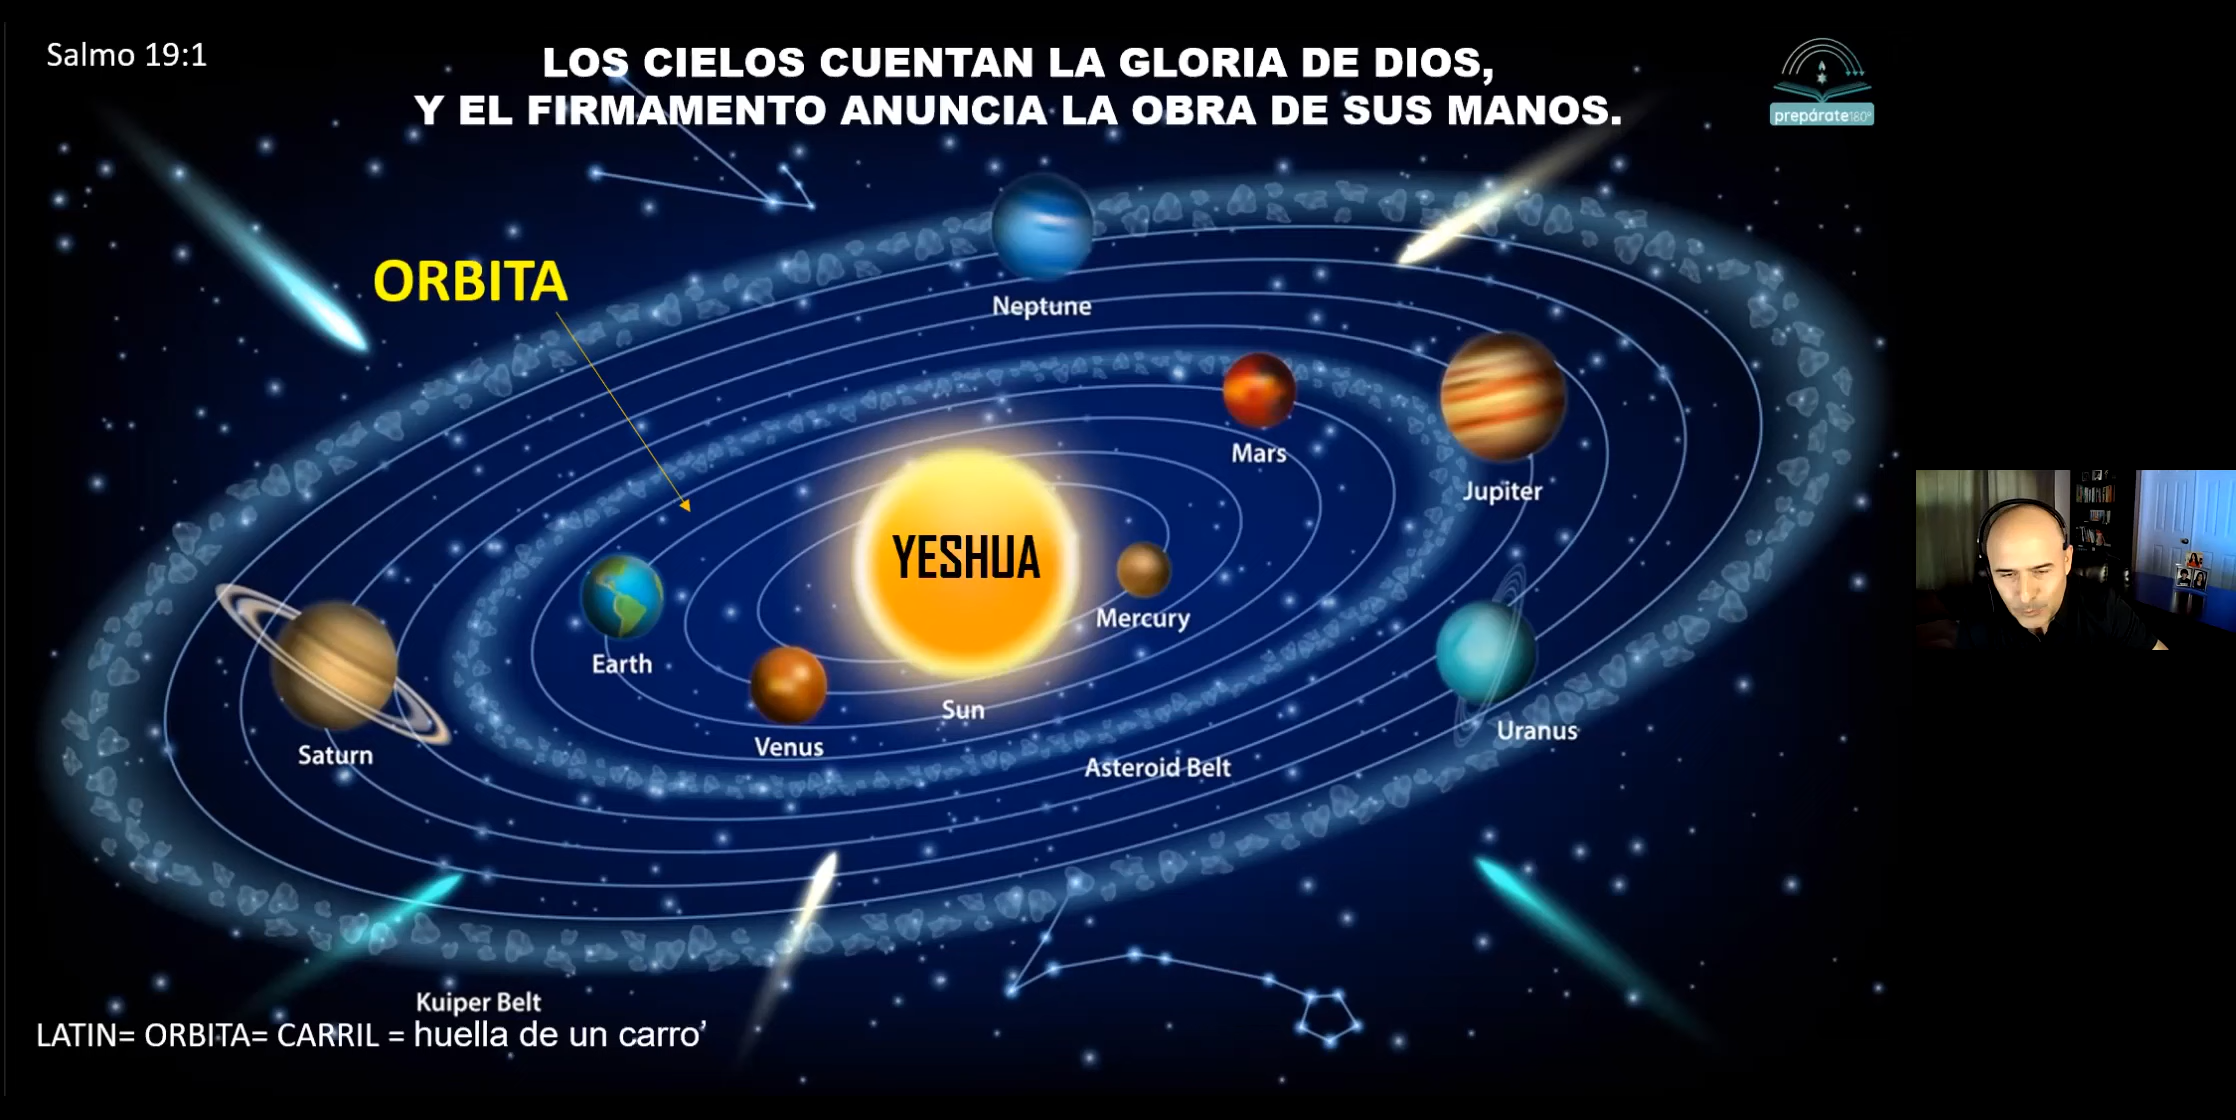 Salmo 19:1
LOS CIELOS CUENTAN LA GLORIA DE DIOS,
Y EL FIRMAMENTO ANUNCIA LA OBRA DE SUS MANOS.
prepárate180°
ORBITA
Neptune
Mars
Jupiter
YESHUA
Mercury
Earth
Sun
Venus
Saturn
Uranus
Asteroid Belt
Kuiper Belt
LATIN= ORBITA= CARRIL = huella de un carro’